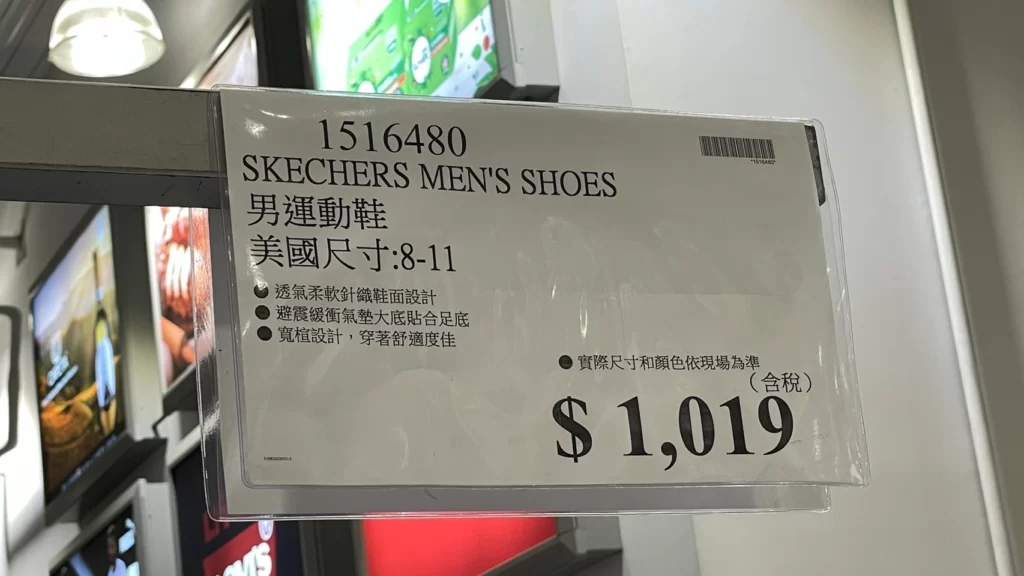 1516480
*1516480*
SKECHERS MEN'S SHOES
男運動鞋
美國尺寸:8-11
● 透氣柔軟針織鞋面設計
● 避震緩衝氣墊大底貼合足底
● 寬楦設計，穿著舒適度佳
● 實際尺寸和顏色依現場為準
（含稅）
$ 1,019